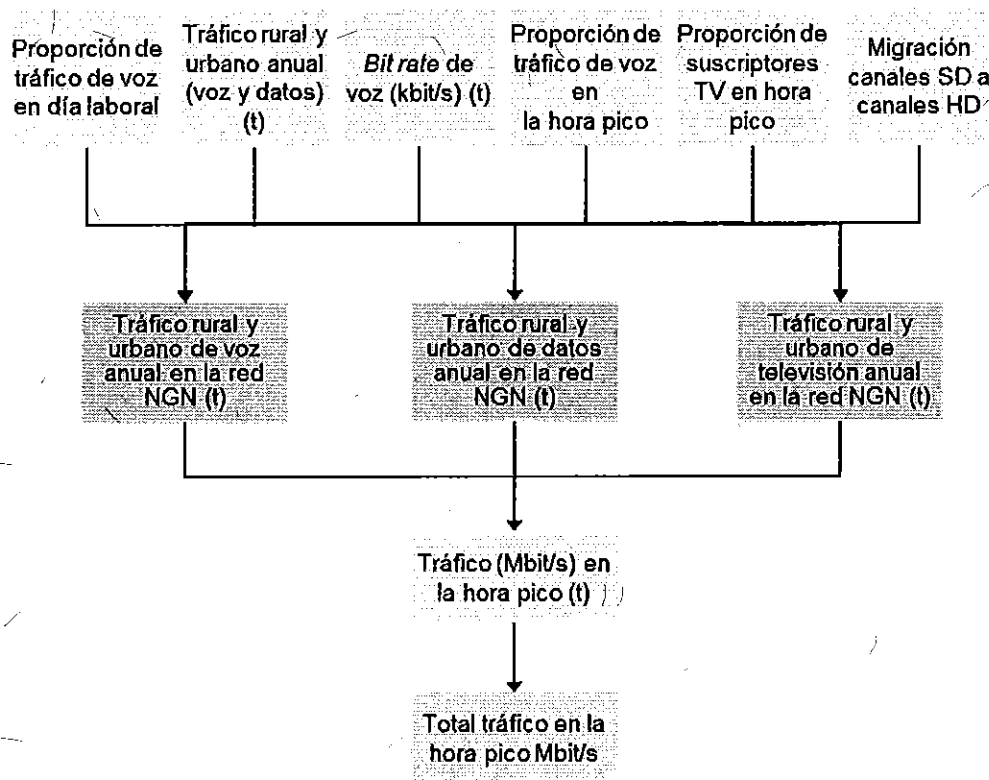 Proporción de
tráfico de voz
en día laboral
Tráfico rural y
urbano anual
(voz y datos)
(t)
Bit rate de
voz (kbit/s) (t)
Proporción de
tráfico de voz
en
la hora pico
Proporción de
suscriptores
TV en hora
pico
Migración
canales SD a
canales HD
Tráfico rural y
urbano de voz
anual en la red
NGN (t)
Tráfico rural y
urbano de datos
anual en la red
NGN (t)
Tráfico rural y
urbano de
televisión anual
en la red NGN (t)
Tráfico (Mbit/s) en
la hora pico (t)
Total tráfico en la
hora pico Mbit/s